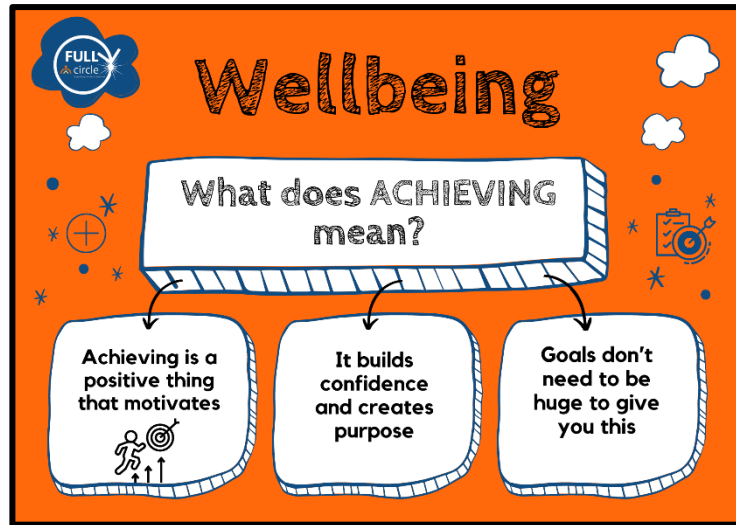 FULL
circle
Wellbeing
What does ACHIEVING
mean?
Achieving is a
positive thing
that motivates
It builds
confidence
and creates
purpose
Goals don’t
need to be
huge to give
you this